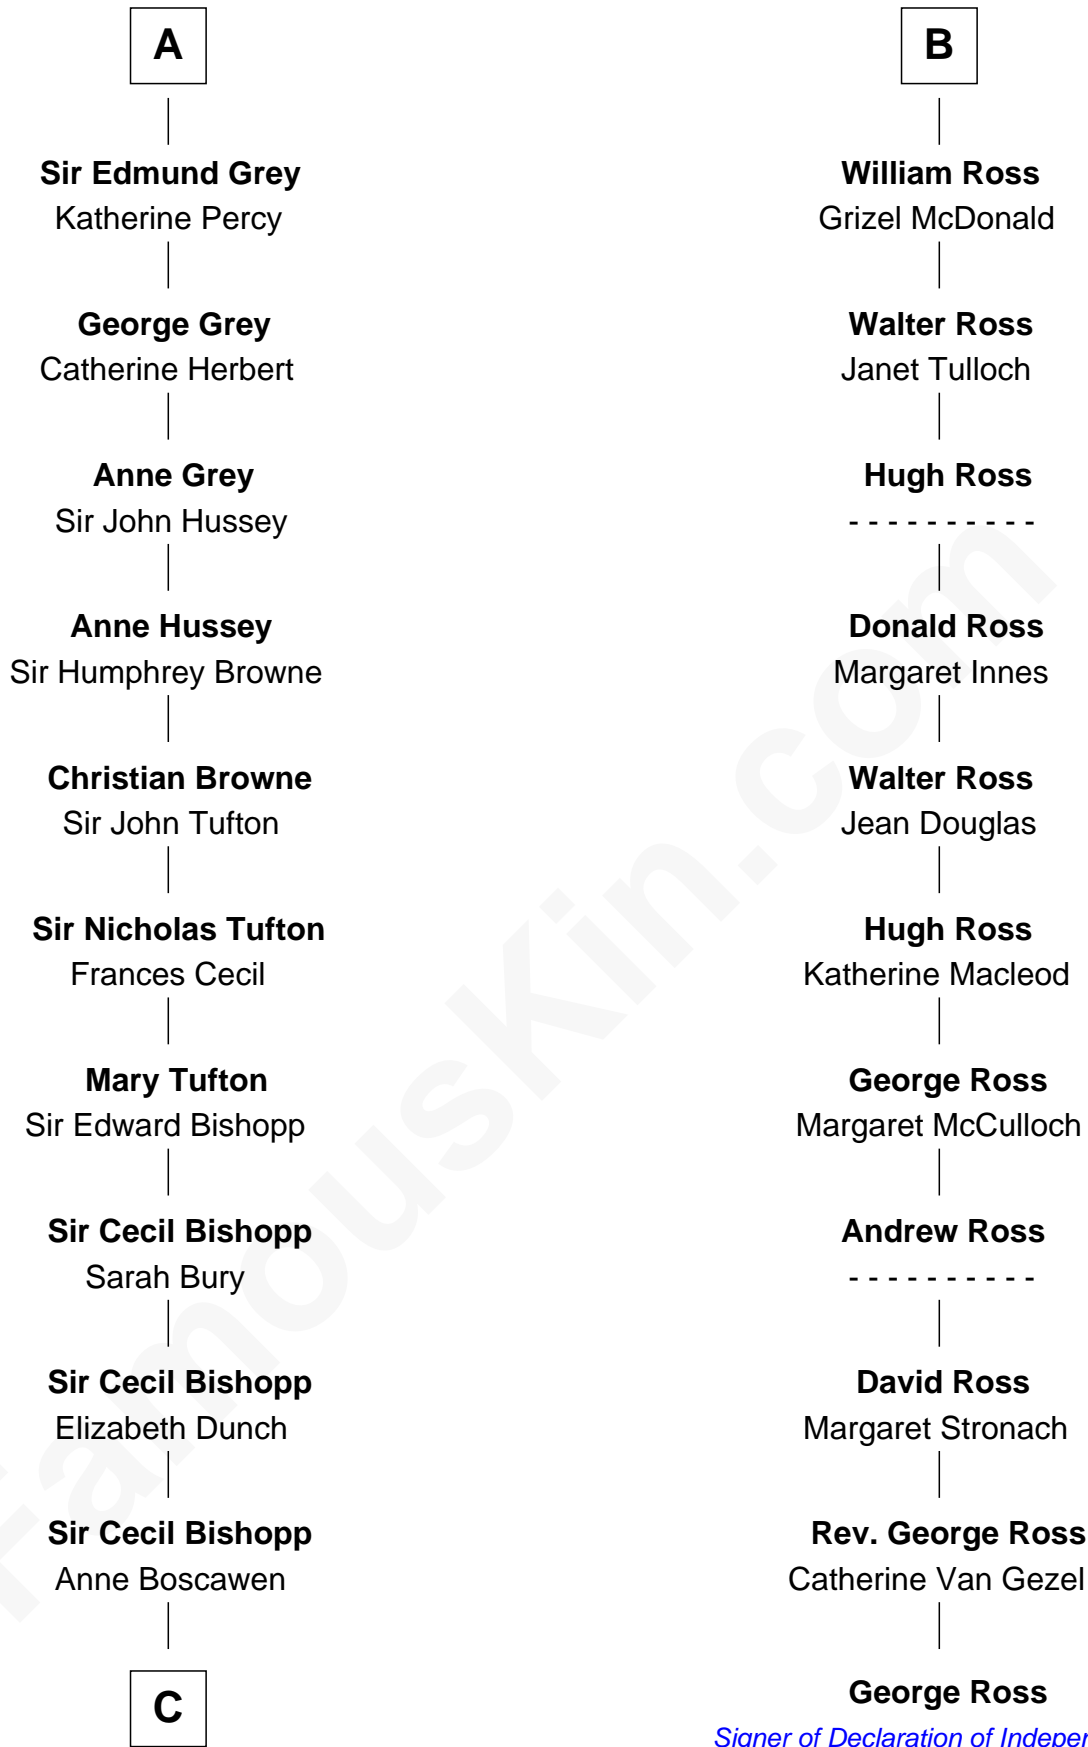 A
Sir Edmund Grey
Katherine Percy
George Grey
Catherine Herbert
Anne Grey
Sir John Hussey
Anne Hussey
Sir Humphrey Browne
Christian Browne
Sir John Tufton
Sir Nicholas Tufton
Frances Cecil
Mary Tufton
Sir Edward Bishopp
Sir Cecil Bishopp
Sarah Bury
Sir Cecil Bishopp
Elizabeth Dunch
Sir Cecil Bishopp
Anne Boscawen
C
B
William Ross
Grizel McDonald
Walter Ross
Janet Tulloch
Hugh Ross
- - - - - - - - - -
Donald Ross
Margaret Innes
Walter Ross
Jean Douglas
Hugh Ross
Katherine Macleod
George Ross
Margaret McCulloch
Andrew Ross
- - - - - - - - - -
David Ross
Margaret Stronach
Rev. George Ross
Catherine Van Gezel
George Ross
Signer of Declaration of Indepen
FamousKin.com